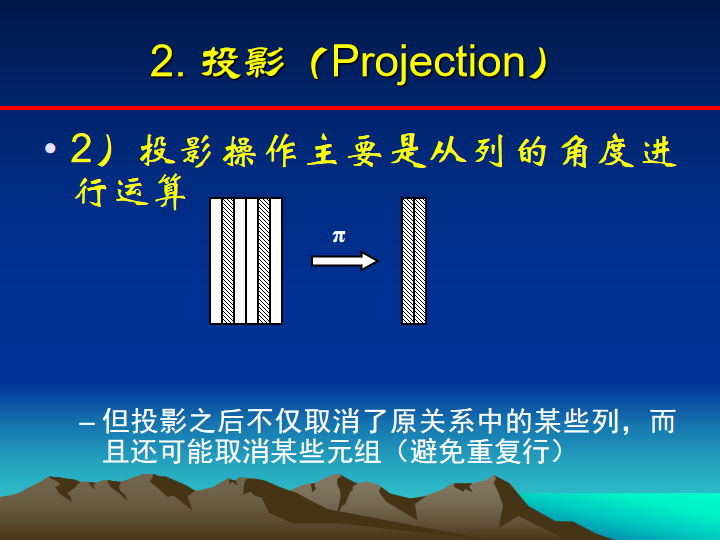 2. 投影（Projection）
• 2）投影操作主要是从列的角度进
行运算
π
– 但投影之后不仅取消了原关系中的某些列，而
且还可能取消某些元组（避免重复行）